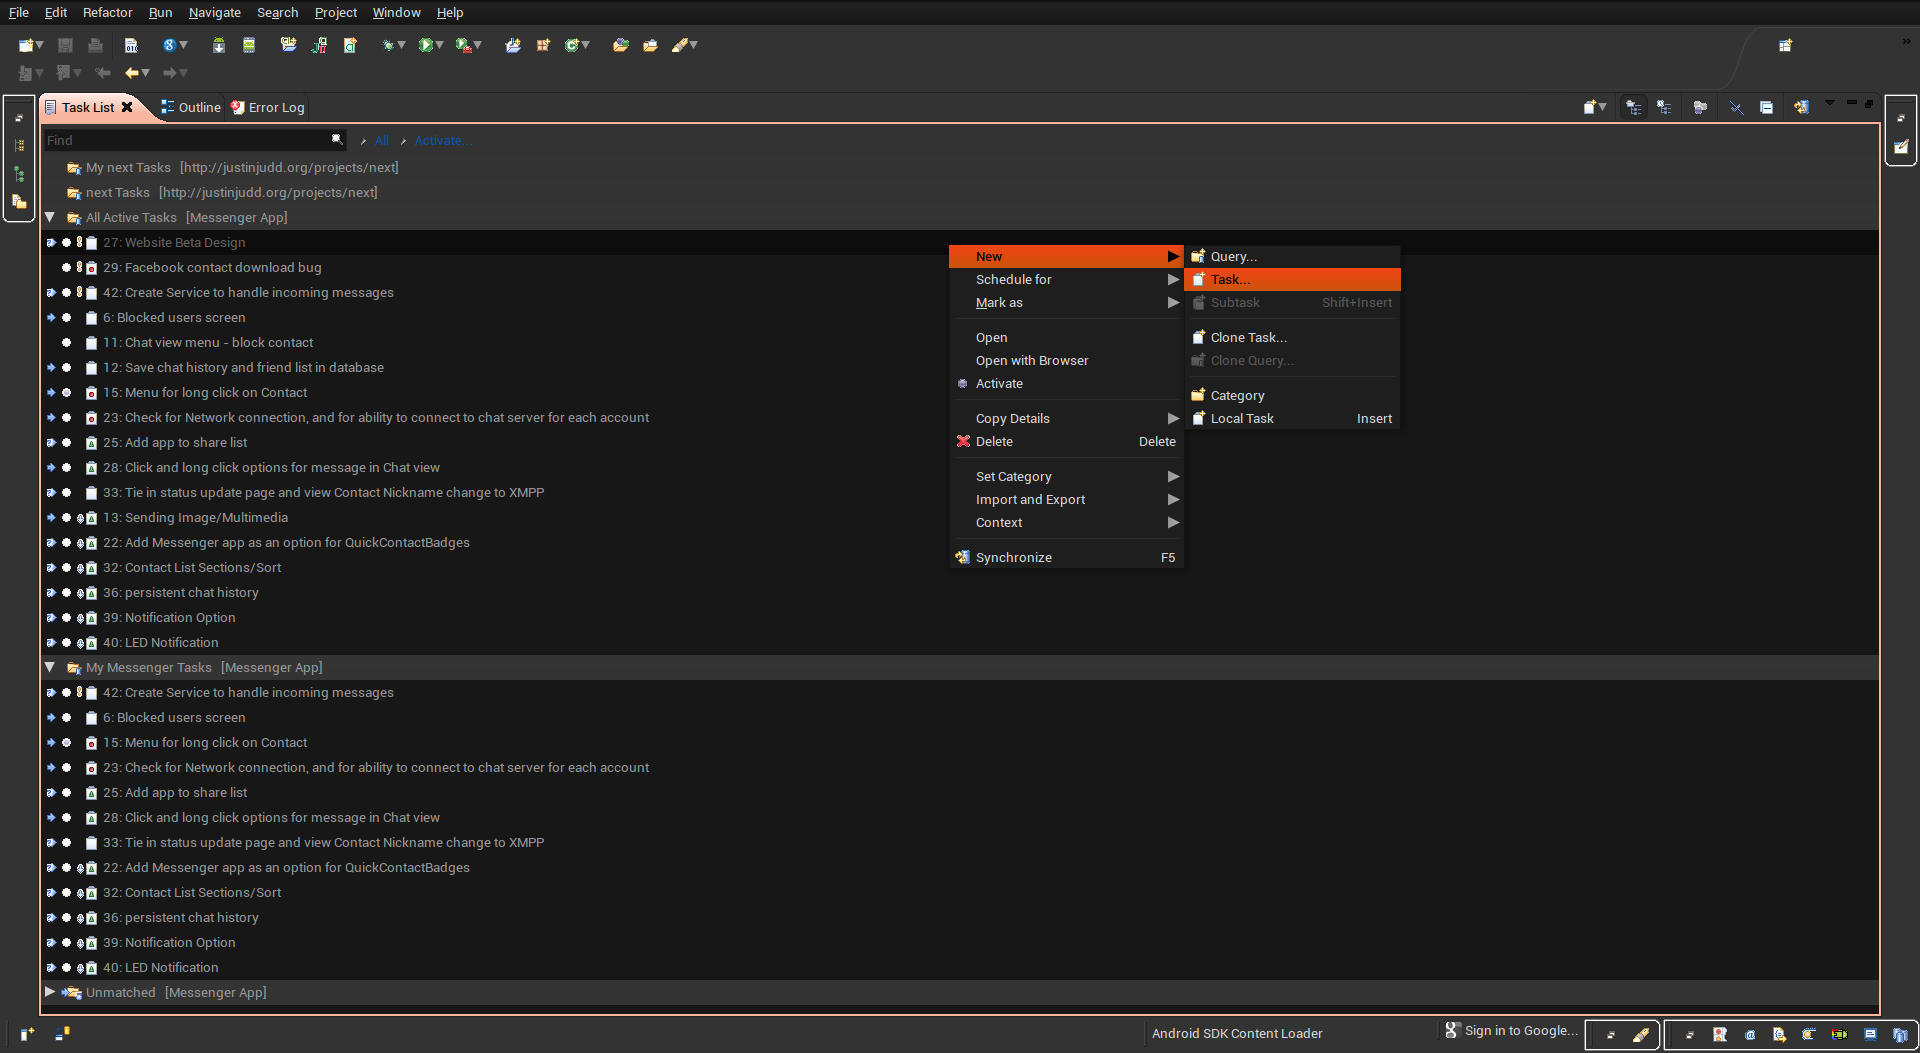 File Edit Refactor Run Navigate Search Project Window Help
Task List Outline Error Log
Find All Activate...
My next Tasks [http://justinjudd.org/projects/next]
next Tasks [http://justinjudd.org/projects/next]
All Active Tasks [Messenger App]
27: Website Beta Design
29: Facebook contact download bug
42: Create Service to handle incoming messages
6: Blocked users screen
11: Chat view menu - block contact
12: Save chat history and friend list in database
15: Menu for long click on Contact
23: Check for Network connection, and for ability to connect to chat server for each account
25: Add app to share list
28: Click and long click options for message in Chat view
33: Tie in status update page and view Contact Nickname change to XMPP
13: Sending Image/Multimedia
22: Add Messenger app as an option for QuickContactBadges
32: Contact List Sections/Sort
36: persistent chat history
39: Notification Option
40: LED Notification
My Messenger Tasks [Messenger App]
42: Create Service to handle incoming messages
6: Blocked users screen
15: Menu for long click on Contact
23: Check for Network connection, and for ability to connect to chat server for each account
25: Add app to share list
28: Click and long click options for message in Chat view
33: Tie in status update page and view Contact Nickname change to XMPP
22: Add Messenger app as an option for QuickContactBadges
32: Contact List Sections/Sort
36: persistent chat history
39: Notification Option
40: LED Notification
Unmatched [Messenger App]
New
Schedule for
Mark as
Open
Open with Browser
Activate
Copy Details
Delete Delete
Set Category
Import and Export
Context
Synchronize F5
Query...
Task...
Subtask Shift+Insert
Clone Task...
Clone Query...
Category
Local Task Insert
Android SDK Content Loader
Sign in to Google...